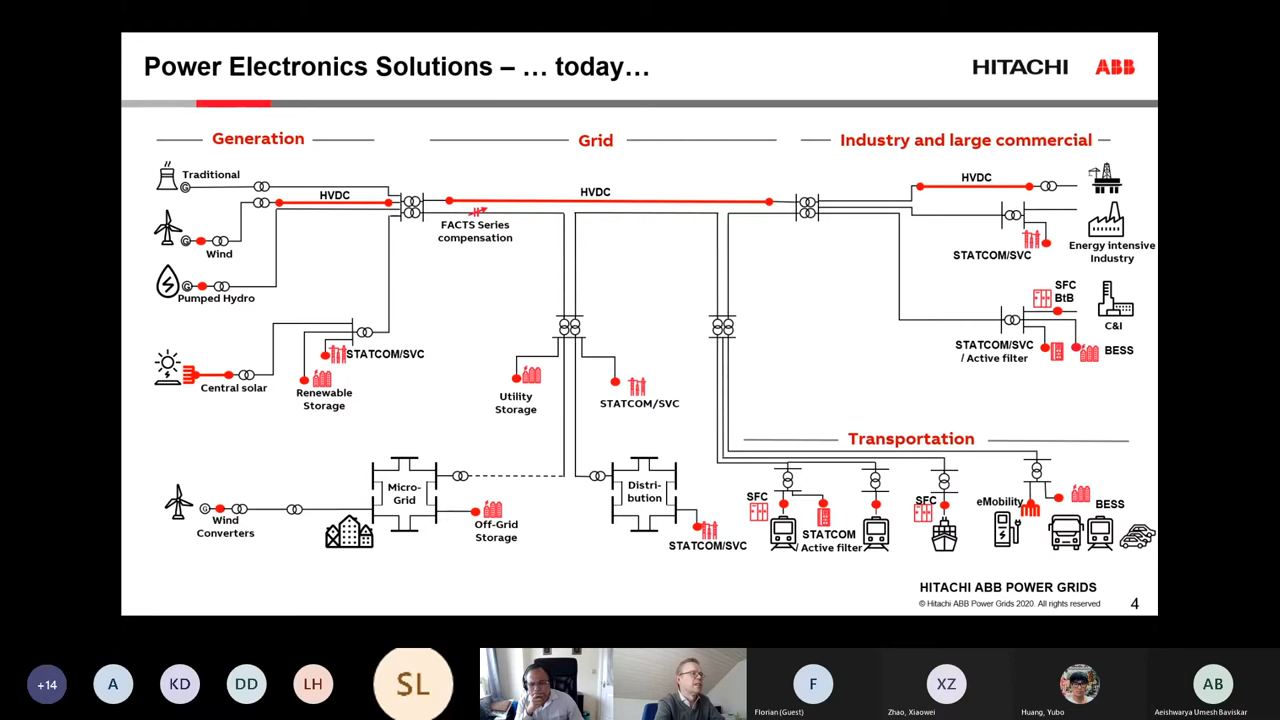 Power Electronics Solutions – … today…
HITACHI ABB
Generation
Grid
Industry and large commercial
Traditional
HVDC
HVDC
HVDC
G
G
Wind
G
Pumped Hydro
FACTS Series
compensation
STATCOM/SVC
Energy intensive
Industry
SFC
BtB
C&I
STATCOM/SVC
/ Active filter
BESS
STATCOM/SVC
Central solar
Renewable
Storage
Utility
Storage
STATCOM/SVC
Transportation
Micro-
Grid
Distri-
bution
G
Wind
Converters
Off-Grid
Storage
STATCOM/SVC
SFC
STATCOM
/ Active filter
SFC
eMobility
BESS
HITACHI ABB POWER GRIDS
© Hitachi ABB Power Grids 2020. All rights reserved
4
+14
A
KD
DD
LH
SL
F
Florian (Guest)
XZ
Zhao, Xiaowei
Huang, Yubo
AB
Aeishwarya Umesh Baviskar